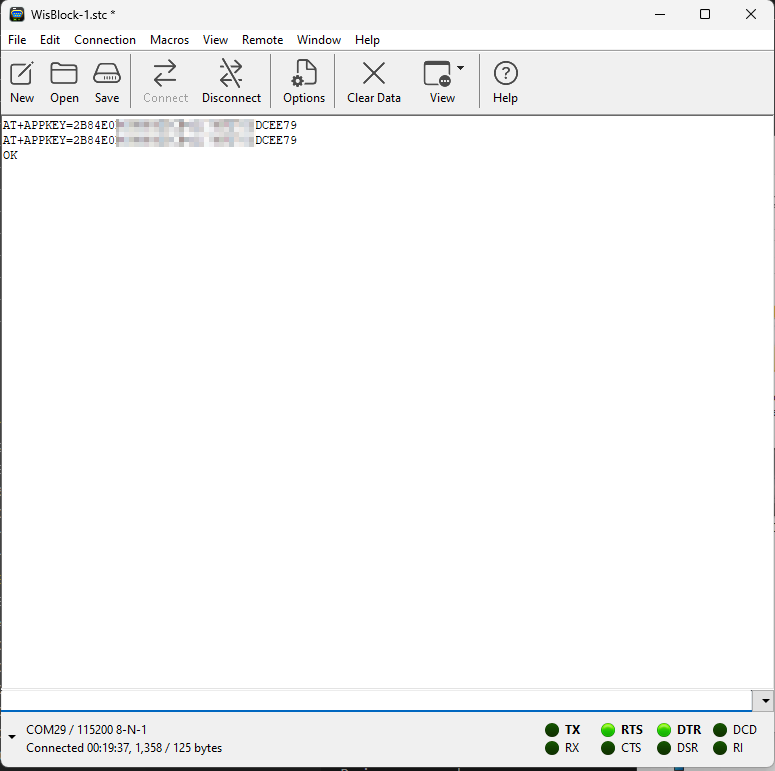 WisBlock-1.stc *
File Edit Connection Macros View Remote Window Help
New Open Save Connect Disconnect Options Clear Data View Help
AT+APPKEY=2B84E0 DCEE79
AT+APPKEY=2B84E0 DCEE79
OK
COM29 / 115200 8-N-1
Connected 00:19:37, 1,358 / 125 bytes
TX RTS DTR DCD
RX CTS DSR RI